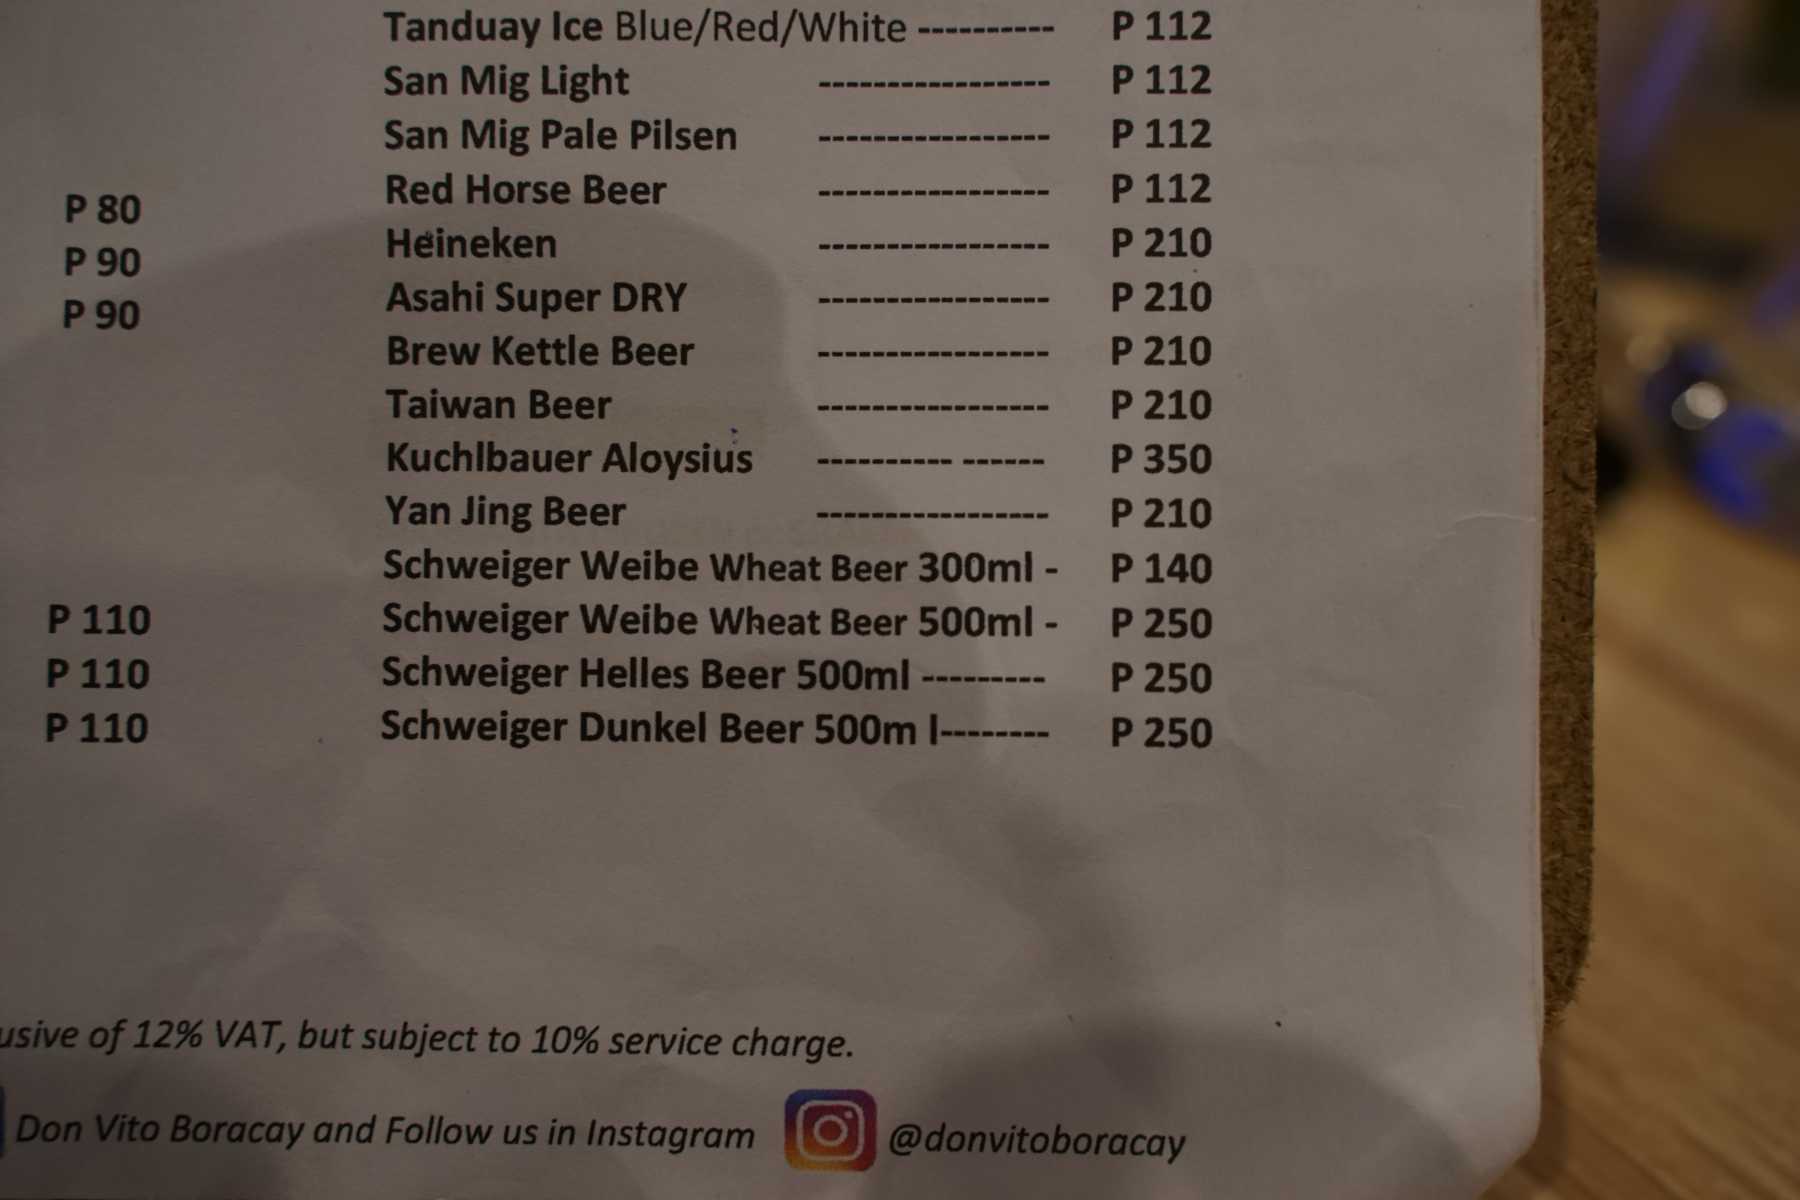 Tanduay Ice Blue/Red/White ---------- P 112
San Mig Light ----------------- P 112
San Mig Pale Pilsen ----------------- P 112
Red Horse Beer ----------------- P 112
P 80
Heineken ----------------- P 210
P 90
Asahi Super DRY ----------------- P 210
P 90
Brew Kettle Beer ----------------- P 210
Taiwan Beer ----------------- P 210
Kuchlbauer Aloysius ---------- ------ P 350
Yan Jing Beer ----------------- P 210
Schweiger Weibe Wheat Beer 300ml - P 140
P 110 Schweiger Weibe Wheat Beer 500ml - P 250
P 110 Schweiger Helles Beer 500ml --------- P 250
P 110 Schweiger Dunkel Beer 500m l-------- P 250
usive of 12% VAT, but subject to 10% service charge.
Don Vito Boracay and Follow us in Instagram @donvitoboracay